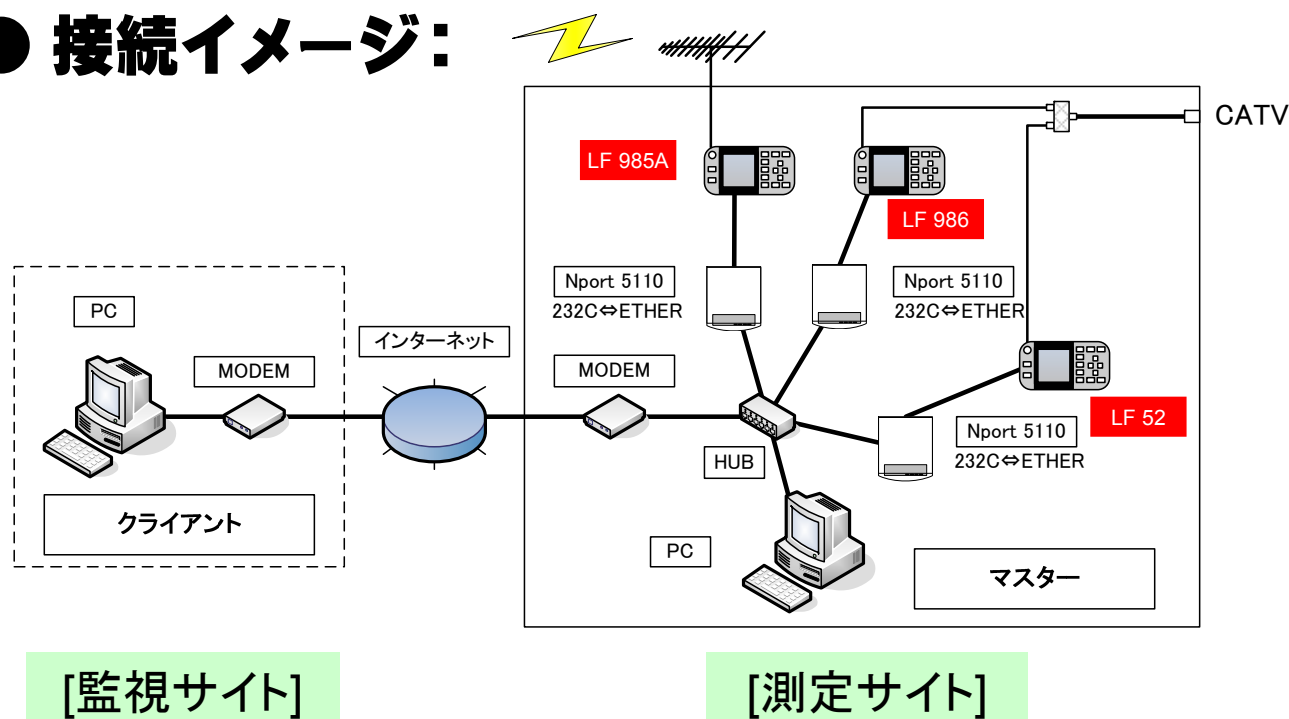 ● 接続イメージ：
CATV
LF 985A
LF 986
Nport 5110
232C⇔ETHER
Nport 5110
232C⇔ETHER
PC
インターネット
MODEM
MODEM
LF 52
Nport 5110
232C⇔ETHER
HUB
クライアント
PC
マスター
[監視サイト]
[測定サイト]